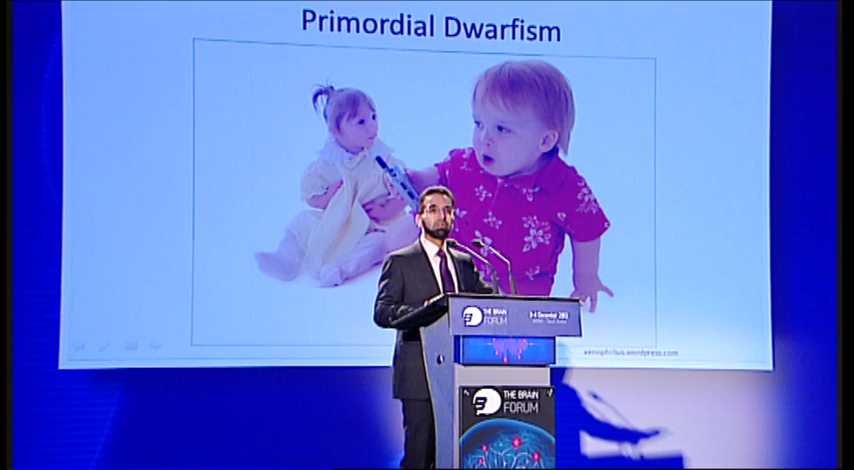 Primordial Dwarfism
xenophilius.wordpress.com
THE BRAIN
FORUM
THE BRAIN
FORUM